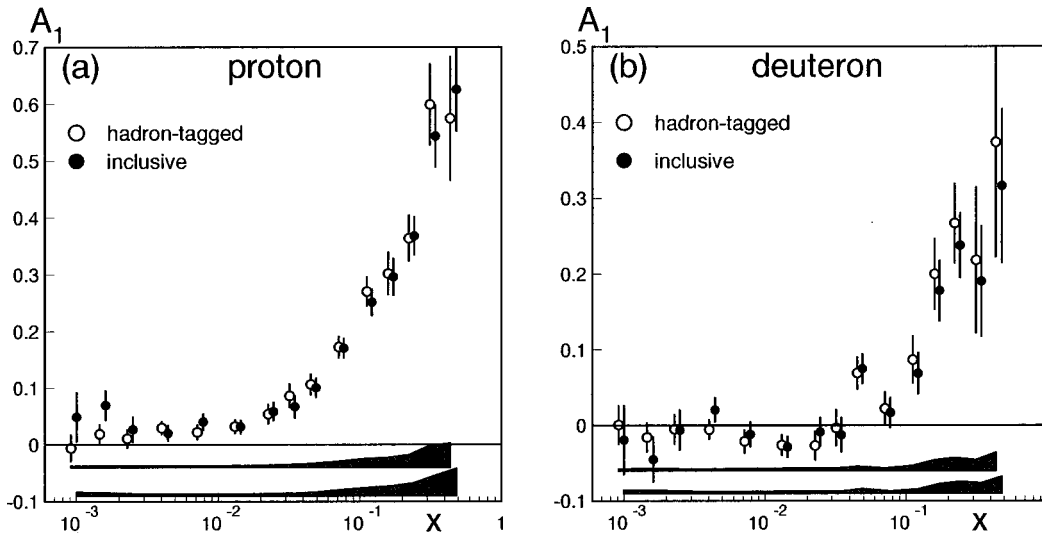 A1
0.7
(a) proton
0.6
hadron-tagged
0.5
inclusive
0.4
0.3
0.2
0.1
0
-0.1
10^-3 10^-2 10^-1 X 1
A1
0.5
(b) deuteron
0.4
hadron-tagged
inclusive
0.3
0.2
0.1
0
-0.1
10^-3 10^-2 10^-1 X